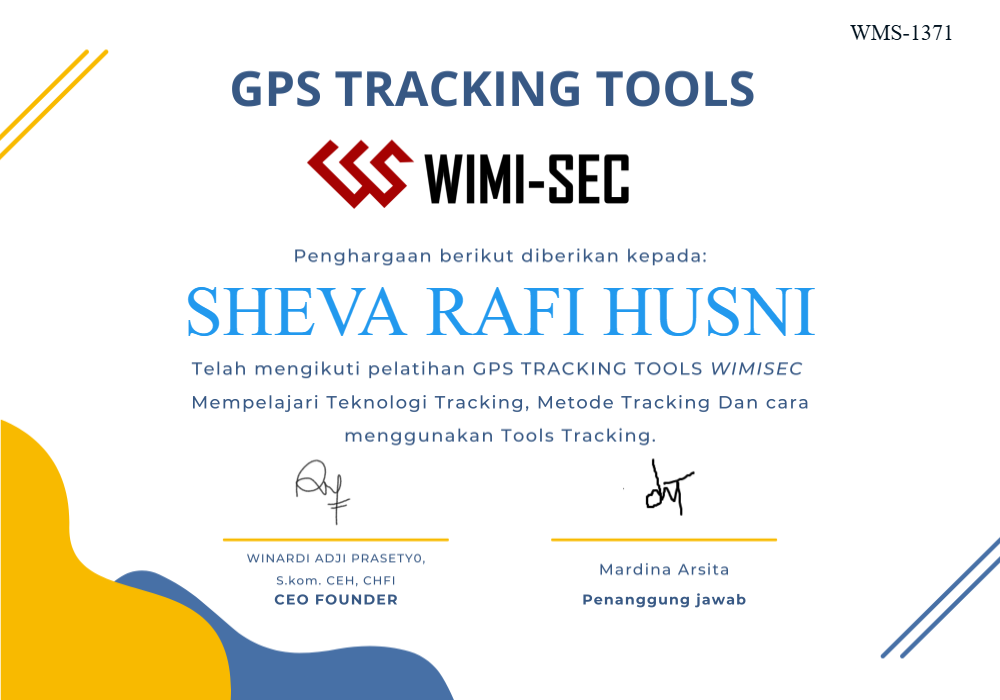 WMS-1371
GPS TRACKING TOOLS
WIMI-SEC
Penghargaan berikut diberikan kepada:
SHEVA RAFI HUSNI
Telah mengikuti pelatihan GPS TRACKING TOOLS WIMISEC
Mempelajari Teknologi Tracking, Metode Tracking Dan cara
menggunakan Tools Tracking.
WINARDI ADJI PRASETY0,
S.kom. CEH, CHFI
CEO FOUNDER
Mardina Arsita
Penanggung jawab